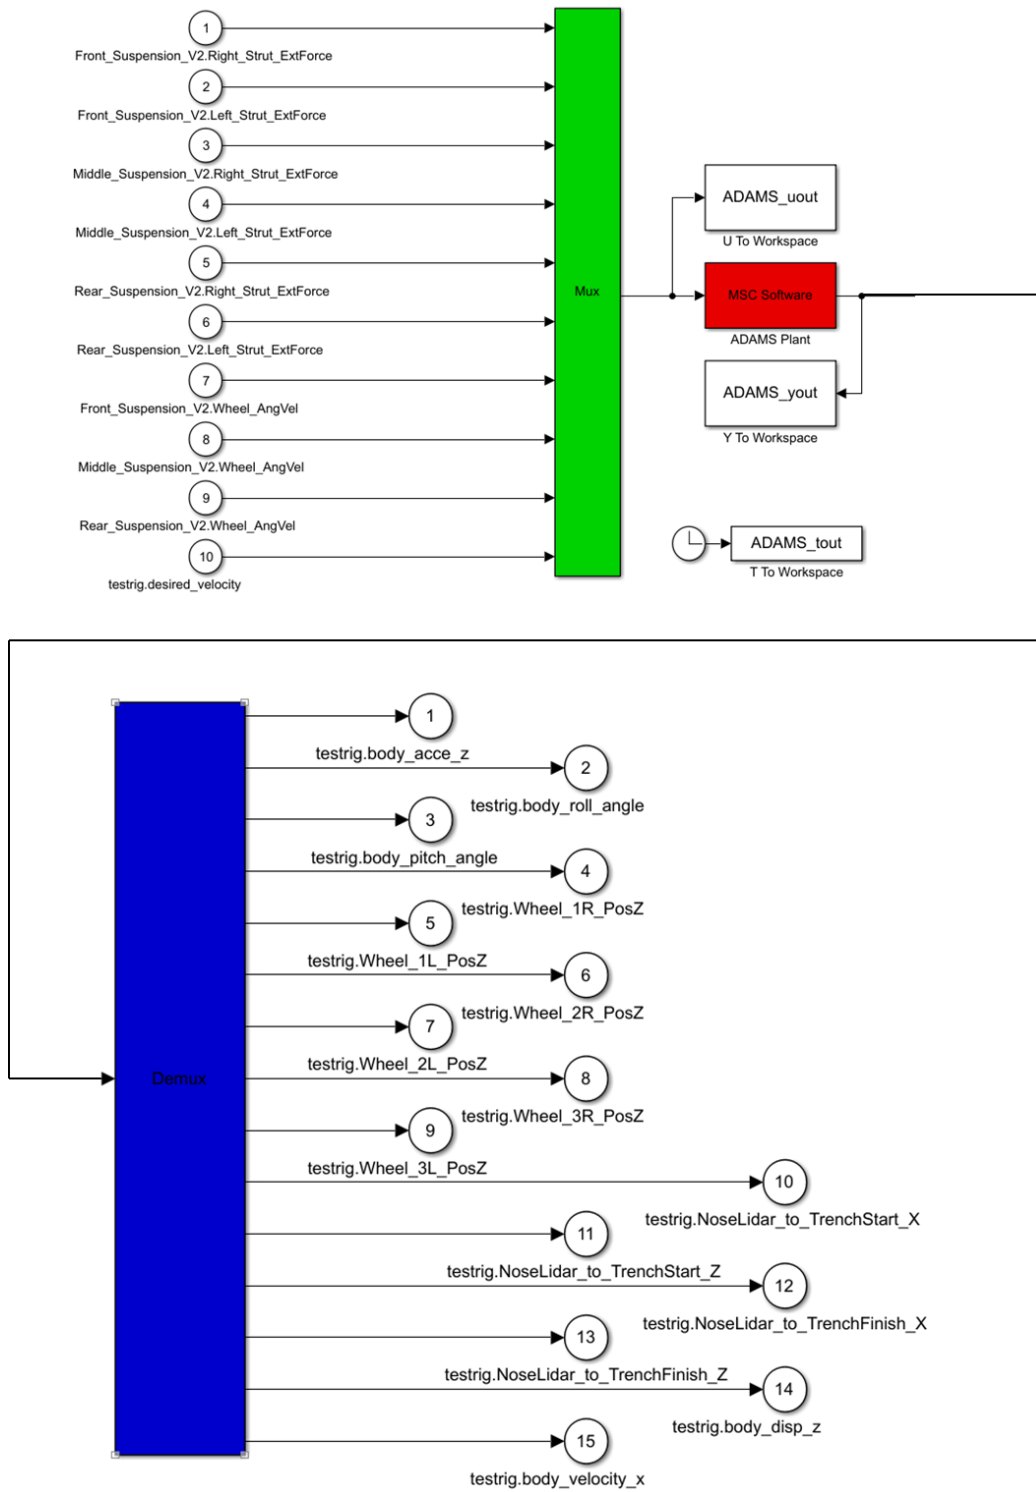 1
Front_Suspension_V2.Right_Strut_ExtForce
2
Front_Suspension_V2.Left_Strut_ExtForce
3
Middle_Suspension_V2.Right_Strut_ExtForce
4
Middle_Suspension_V2.Left_Strut_ExtForce
5
Rear_Suspension_V2.Right_Strut_ExtForce
6
Rear_Suspension_V2.Left_Strut_ExtForce
7
Front_Suspension_V2.Wheel_AngVel
8
Middle_Suspension_V2.Wheel_AngVel
9
Rear_Suspension_V2.Wheel_AngVel
10
testrig.desired_velocity
Mux
ADAMS_uout
U To Workspace
MSC Software
ADAMS Plant
ADAMS_yout
Y To Workspace
ADAMS_tout
T To Workspace
Demux
1
testrig.body_acce_z
2
testrig.body_roll_angle
3
testrig.body_pitch_angle
4
testrig.Wheel_1R_PosZ
5
testrig.Wheel_1L_PosZ
6
testrig.Wheel_2R_PosZ
7
testrig.Wheel_2L_PosZ
8
testrig.Wheel_3R_PosZ
9
testrig.Wheel_3L_PosZ
10
testrig.NoseLidar_to_TrenchStart_X
11
testrig.NoseLidar_to_TrenchStart_Z
12
testrig.NoseLidar_to_TrenchFinish_X
13
testrig.NoseLidar_to_TrenchFinish_Z
14
testrig.body_disp_z
15
testrig.body_velocity_x